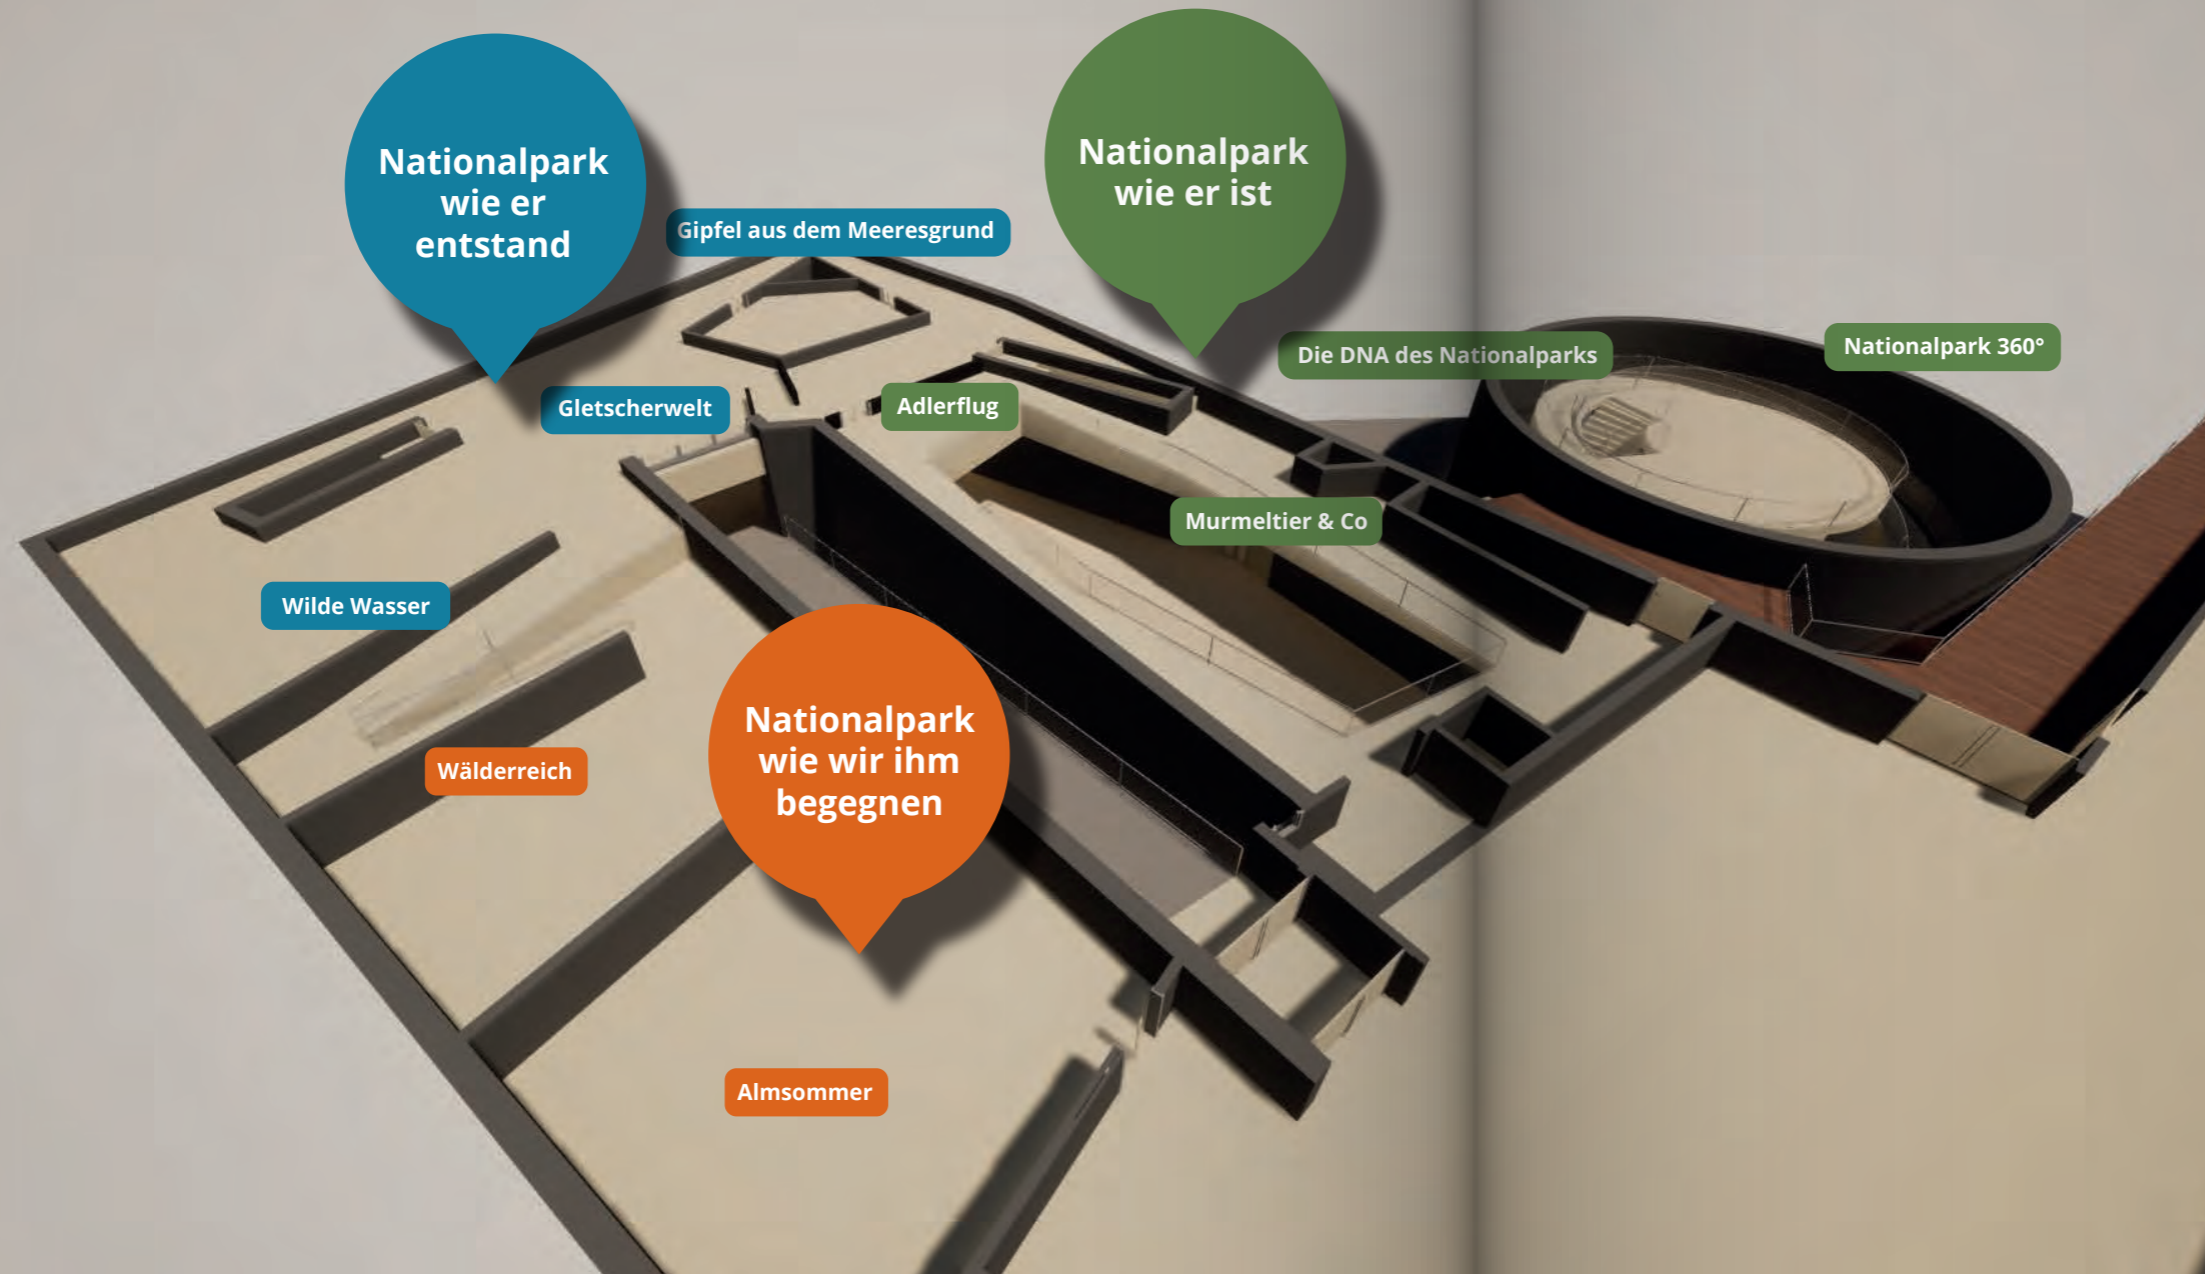 Nationalpark
wie er
entstand
Nationalpark
wie er ist
Gipfel aus dem Meeresgrund
Die DNA des Nationalparks
Nationalpark 360°
Gletscherwelt
Adlerflug
Murmeltier & Co
Wilde Wasser
Nationalpark
wie wir ihm
begegnen
Wälderreich
Almsommer